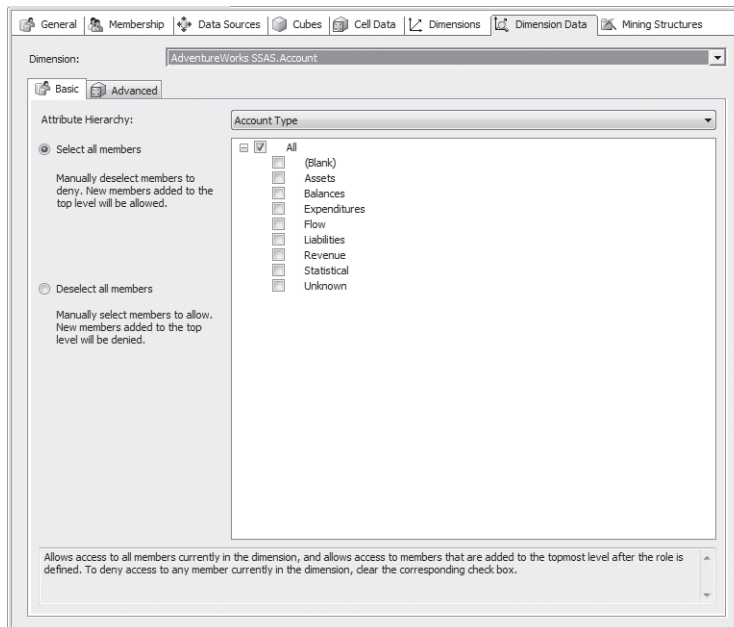 General Membership Data Sources Cubes Cell Data Dimensions Dimension Data Mining Structures
Dimension: AdventureWorks SSAS.Account
Basic Advanced
Attribute Hierarchy: Account Type
Select all members
Manually deselect members to
deny. New members added to the
top level will be allowed.
Deselect all members
Manually select members to allow.
New members added to the top
level will be denied.
All
(Blank)
Assets
Balances
Expenditures
Flow
Liabilities
Revenue
Statistical
Unknown
Allows access to all members currently in the dimension, and allows access to members that are added to the topmost level after the role is
defined. To deny access to any member currently in the dimension, clear the corresponding check box.